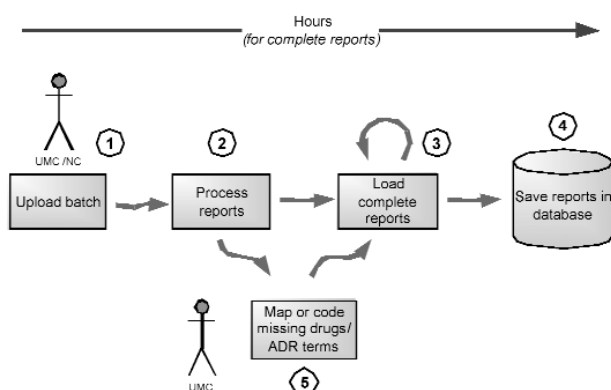 Hours
(for complete reports)
UMC /NC
1
2
3
4
Upload batch
Process
reports
Load
complete
reports
Save reports in
database
UMC
Map or code
missing drugs/
ADR terms
5